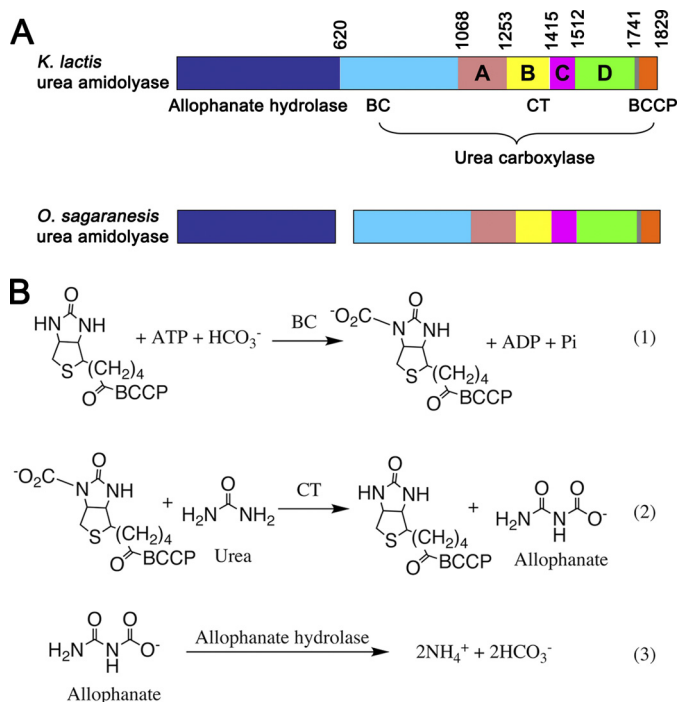 A
620 1068 1253 1415 1512 1741 1829
K. lactis
urea amidolyase
A B C D
Allophanate hydrolase BC CT BCCP
Urea carboxylase
O. sagaranesis
urea amidolyase
B
O
HN NH
S
(CH₂)₄
O BCCP
+ ATP + HCO₃⁻
BC
⁻O₂C
O
N NH
S
(CH₂)₄
O BCCP
+ ADP + Pi
(1)
⁻O₂C
O
N NH
S
(CH₂)₄
O BCCP
+
O
H₂N NH₂
Urea
CT
O
HN NH
S
(CH₂)₄
O BCCP
+
O O
H₂N N O⁻
H
Allophanate
(2)
O O
H₂N N O⁻
H
Allophanate
Allophanate hydrolase
2NH₄⁺ + 2HCO₃⁻
(3)